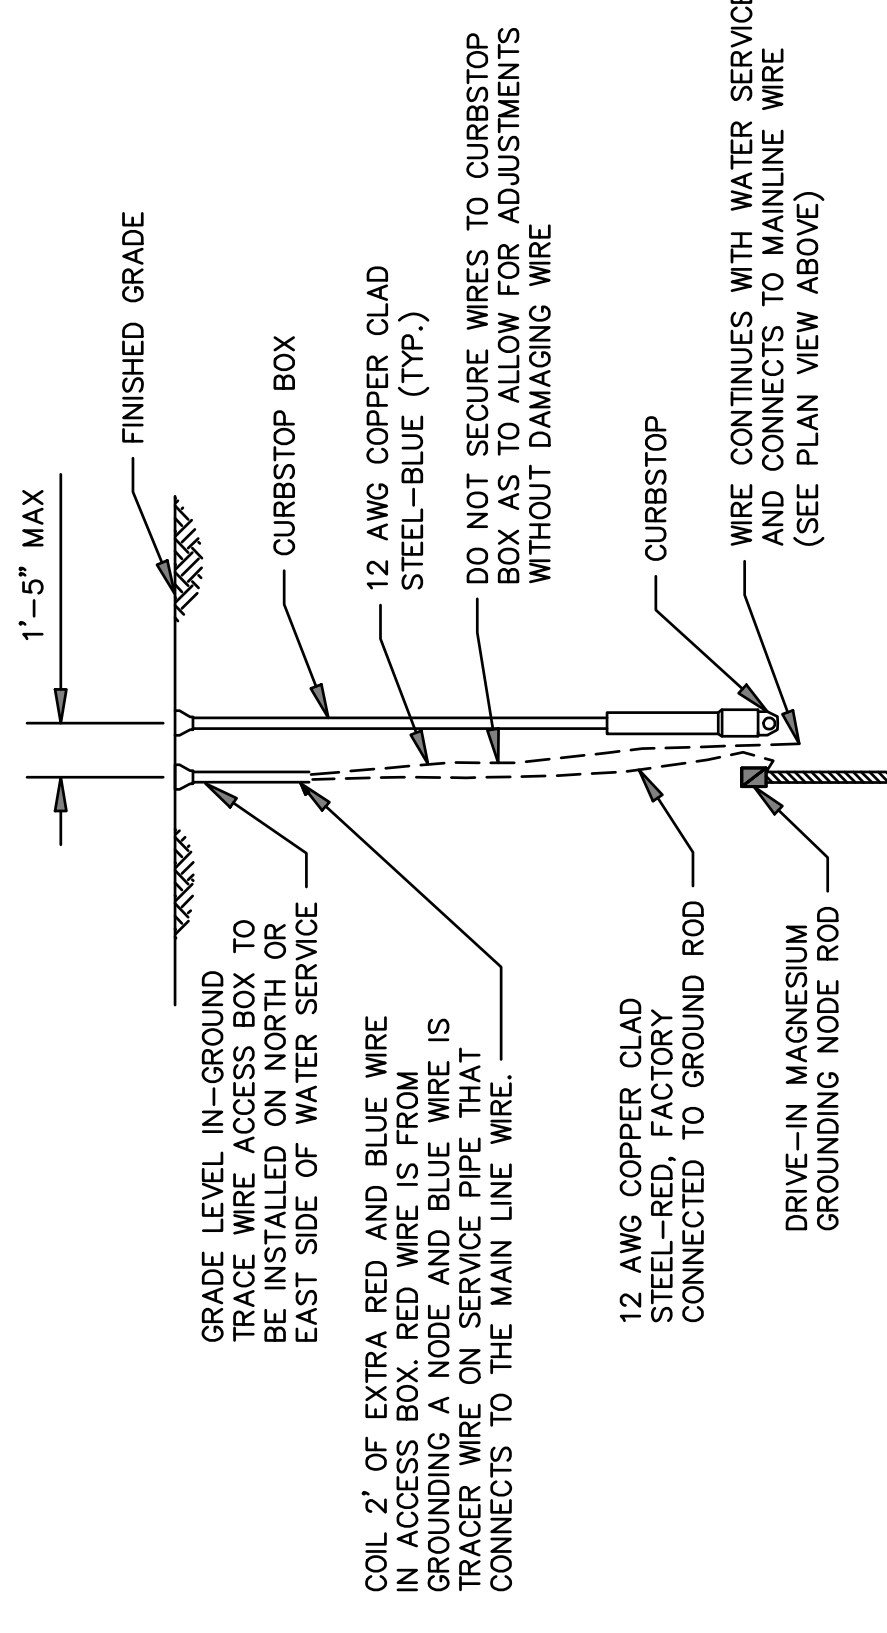 1'-5" MAX
FINISHED GRADE
CURBSTOP BOX
12 AWG COPPER CLAD
STEEL-BLUE (TYP.)
DO NOT SECURE WIRES TO CURBSTOP
BOX AS TO ALLOW FOR ADJUSTMENTS
WITHOUT DAMAGING WIRE
CURBSTOP
WIRE CONTINUES WITH WATER SERVICE
AND CONNECTS TO MAINLINE WIRE
(SEE PLAN VIEW ABOVE)
GRADE LEVEL IN-GROUND
TRACE WIRE ACCESS BOX TO
BE INSTALLED ON NORTH OR
EAST SIDE OF WATER SERVICE
COIL 2' OF EXTRA RED AND BLUE WIRE
IN ACCESS BOX. RED WIRE IS FROM
GROUNDING A NODE AND BLUE WIRE IS
TRACER WIRE ON SERVICE PIPE THAT
CONNECTS TO THE MAIN LINE WIRE.
12 AWG COPPER CLAD
STEEL-RED, FACTORY
CONNECTED TO GROUND ROD
DRIVE-IN MAGNESIUM
GROUNDING NODE ROD